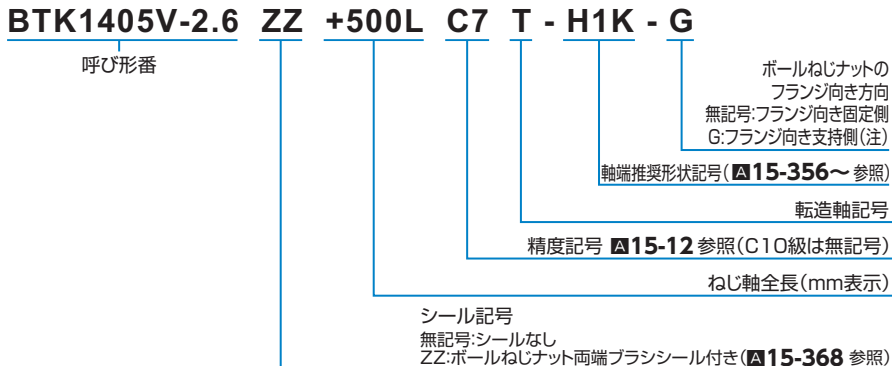 BTK1405V-2.6 ZZ +500L C7 T - H1K - G
呼び形番
ボールねじナットの
フランジ向き方向
無記号:フランジ向き固定側
G:フランジ向き支持側(注)
軸端推奨形状記号(A15-356〜参照)
転造軸記号
精度記号 A15-12 参照(C10級は無記号)
ねじ軸全長(mm表示)
シール記号
無記号:シールなし
ZZ:ボールねじナット両端ブラシシール付き(A15-368 参照)